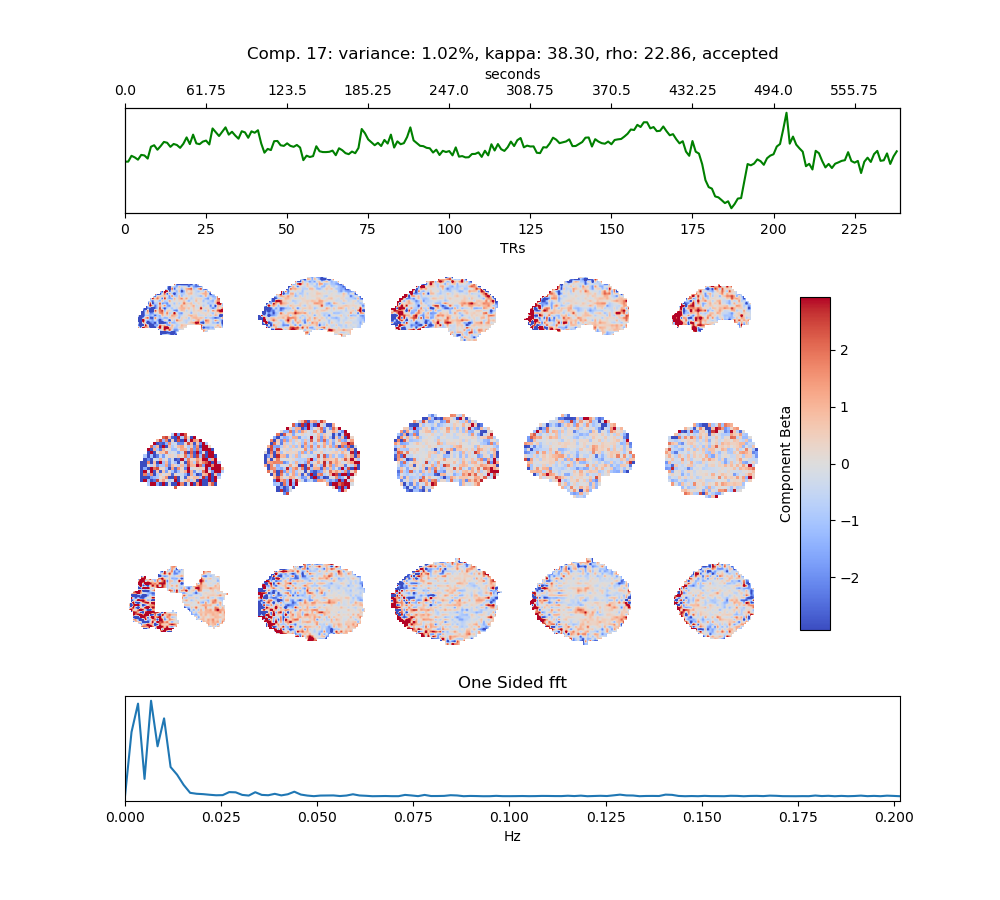 Comp. 17: variance: 1.02%, kappa: 38.30, rho: 22.86, accepted
seconds
0.0 61.75 123.5 185.25 247.0 308.75 370.5 432.25 494.0 555.75
0 25 50 75 100 125 150 175 200 225
TRs
2
1
0
−1
−2
Component Beta
One Sided fft
0.000 0.025 0.050 0.075 0.100 0.125 0.150 0.175 0.200
Hz